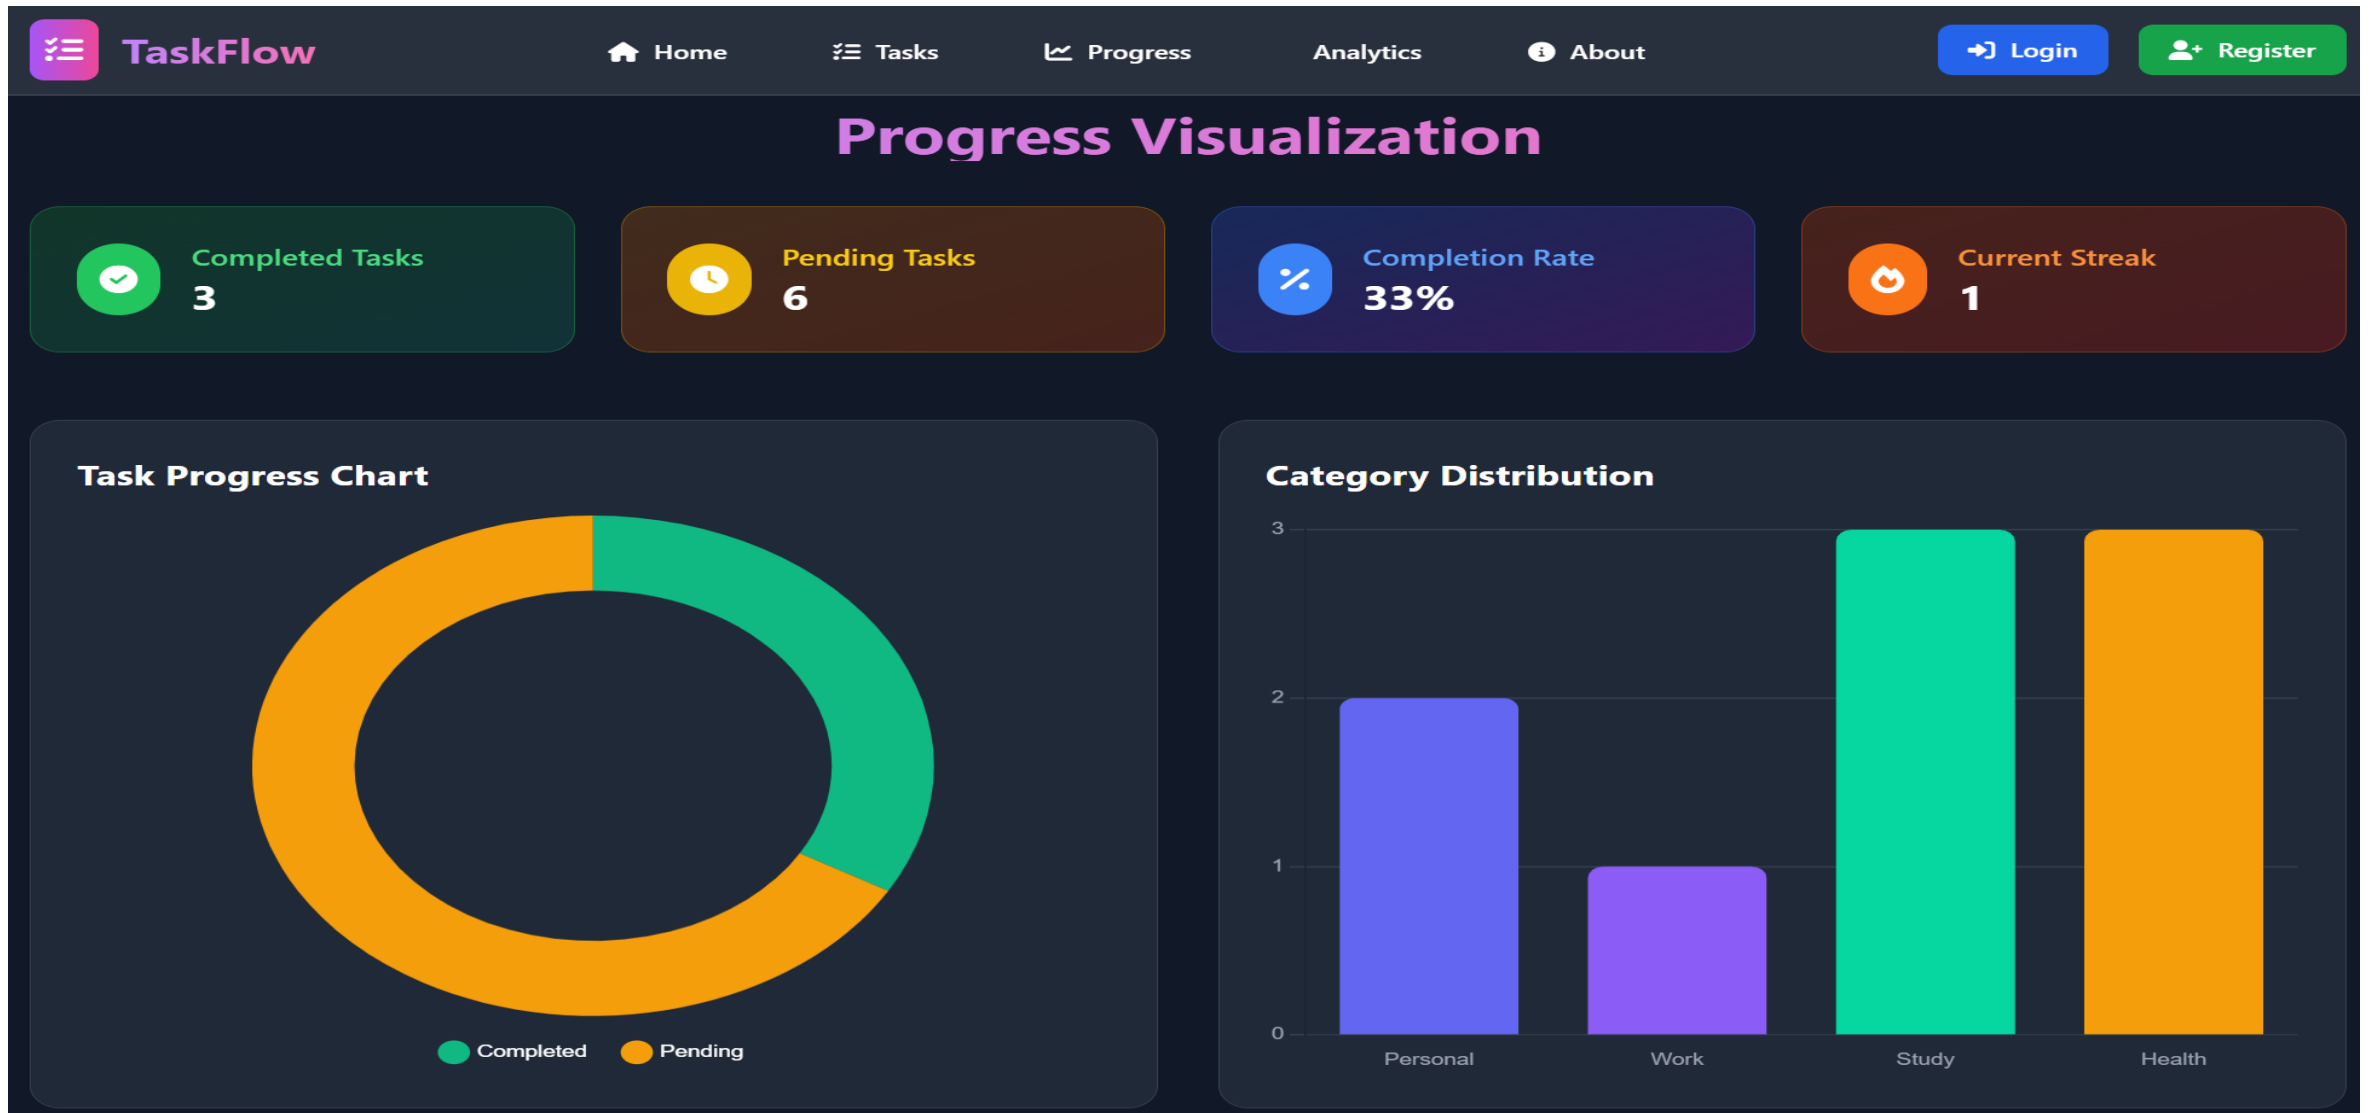 TaskFlow Home Tasks Progress Analytics About Login Register
Progress Visualization
Completed Tasks
3
Pending Tasks
6
Completion Rate
33%
Current Streak
1
Task Progress Chart
Completed Pending
Category Distribution
3
2
1
0
Personal Work Study Health